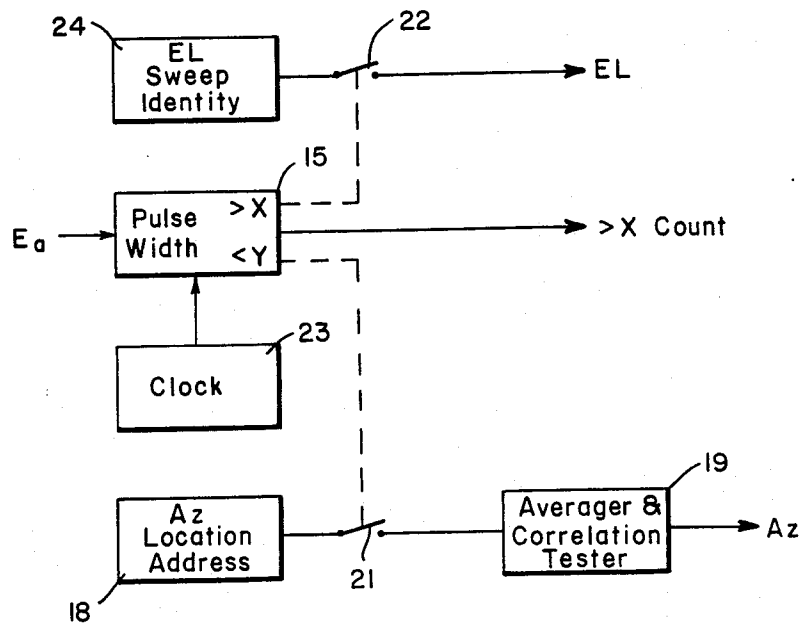 24
EL
Sweep
Identity
22
EL
15
Ea
Pulse
Width
>X
<Y
>X Count
23
Clock
19
Az
Location
Address
21
Averager &
Correlation
Tester
Az
18